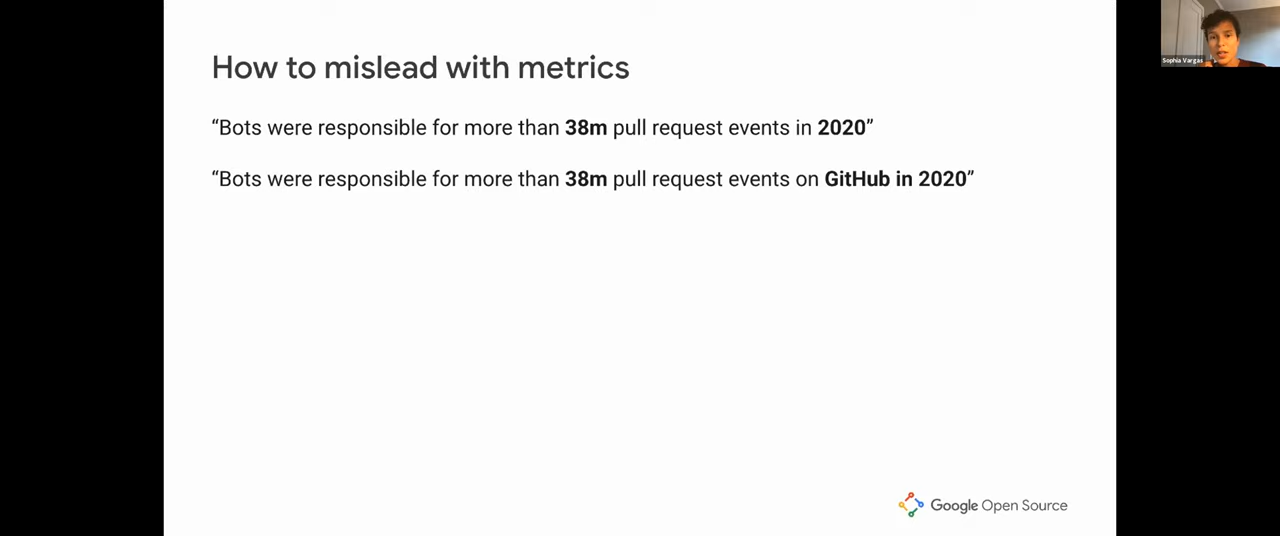 How to mislead with metrics
“Bots were responsible for more than 38m pull request events in 2020”
“Bots were responsible for more than 38m pull request events on GitHub in 2020”
Google Open Source
Sophia Vargas